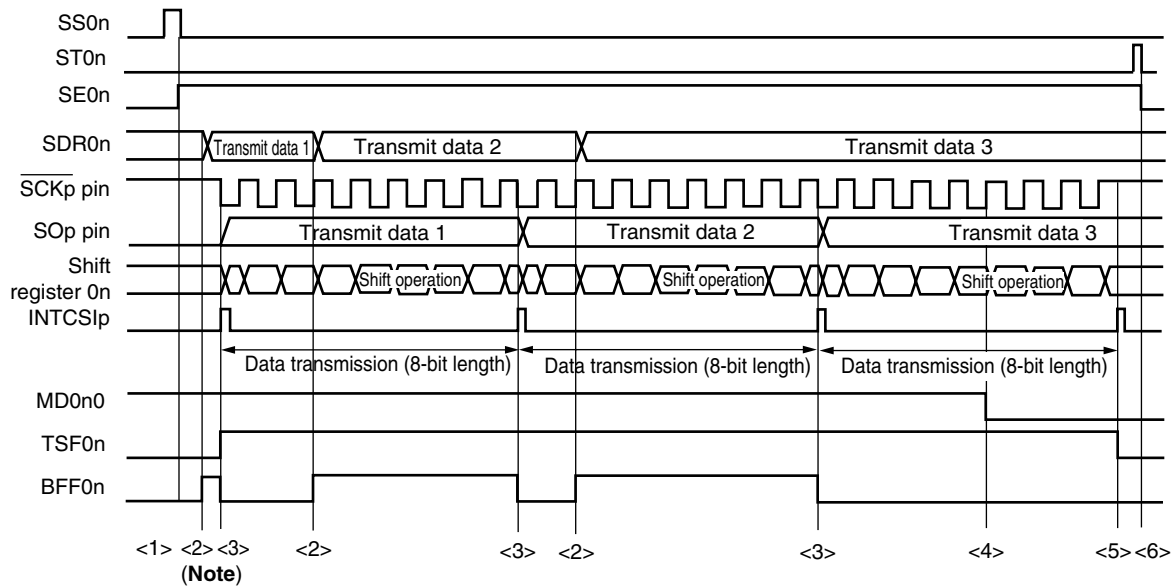 SS0n
ST0n
SE0n
SDR0n Transmit data 1 Transmit data 2 Transmit data 3
SCKp pin
SOp pin Transmit data 1 Transmit data 2 Transmit data 3
Shift
register 0n Shift operation Shift operation Shift operation
INTCSIp
Data transmission (8-bit length) Data transmission (8-bit length) Data transmission (8-bit length)
MD0n0
TSF0n
BFF0n
<1> <2> <3> <2> <3> <2> <3> <4> <5> <6>
(Note)